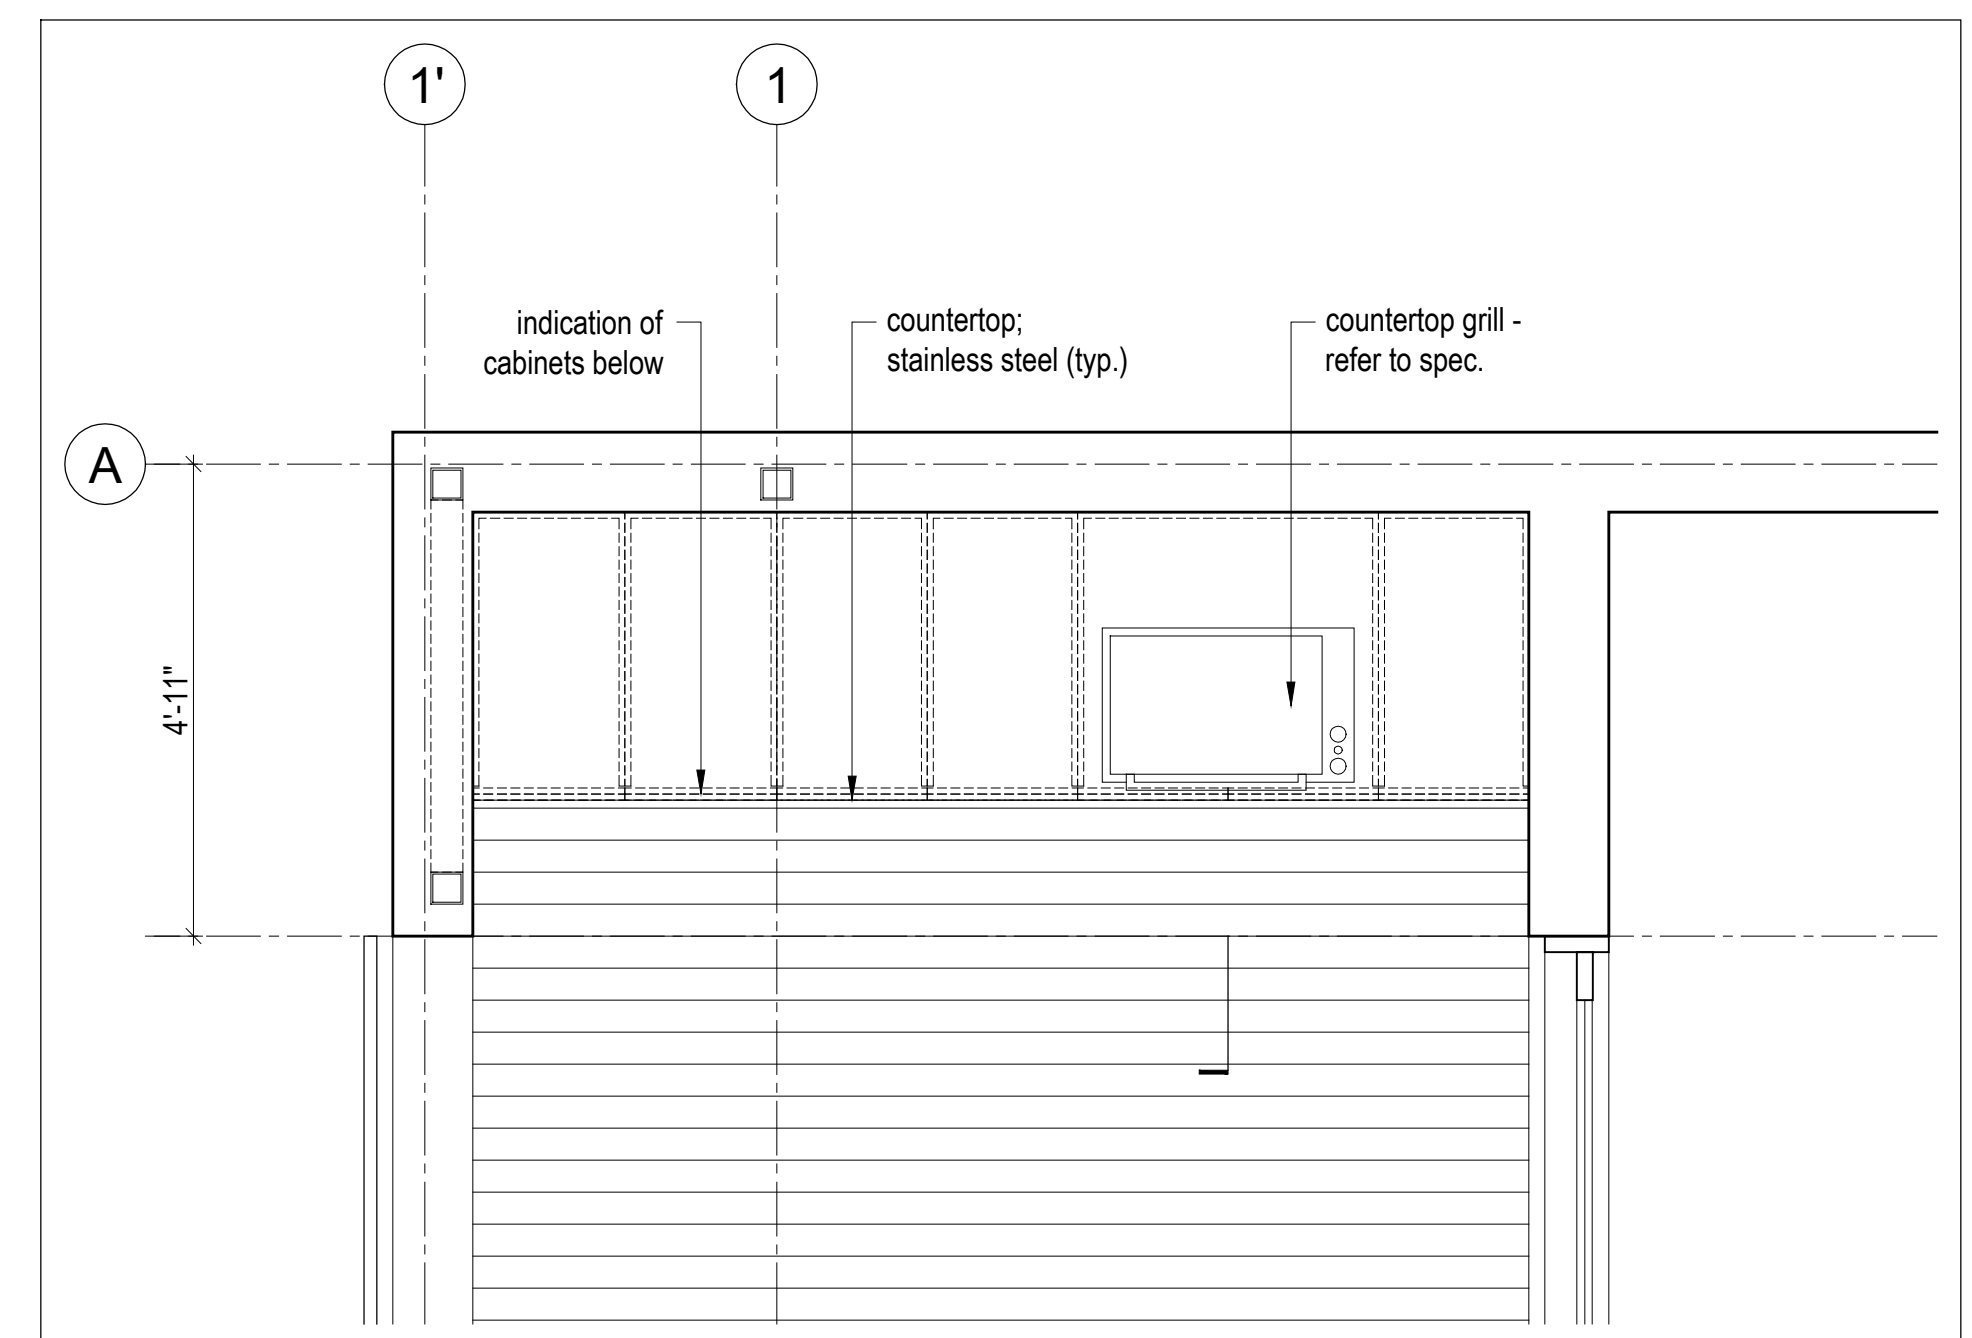 1'
1
indication of
cabinets below
countertop;
stainless steel (typ.)
countertop grill -
refer to spec.
A
4'-11"